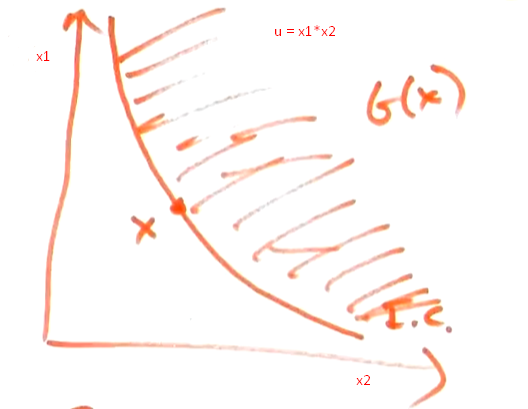 u = x1*x2
x1
G(x)
x
I.C.
x2